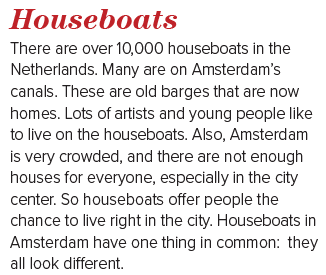 Houseboats
There are over 10,000 houseboats in the
Netherlands. Many are on Amsterdam's
canals. These are old barges that are now
homes. Lots of artists and young people like
to live on the houseboats. Also, Amsterdam
is very crowded, and there are not enough
houses for everyone, especially in the city
center. So houseboats offer people the
chance to live right in the city. Houseboats in
Amsterdam have one thing in common:  they
all look different.